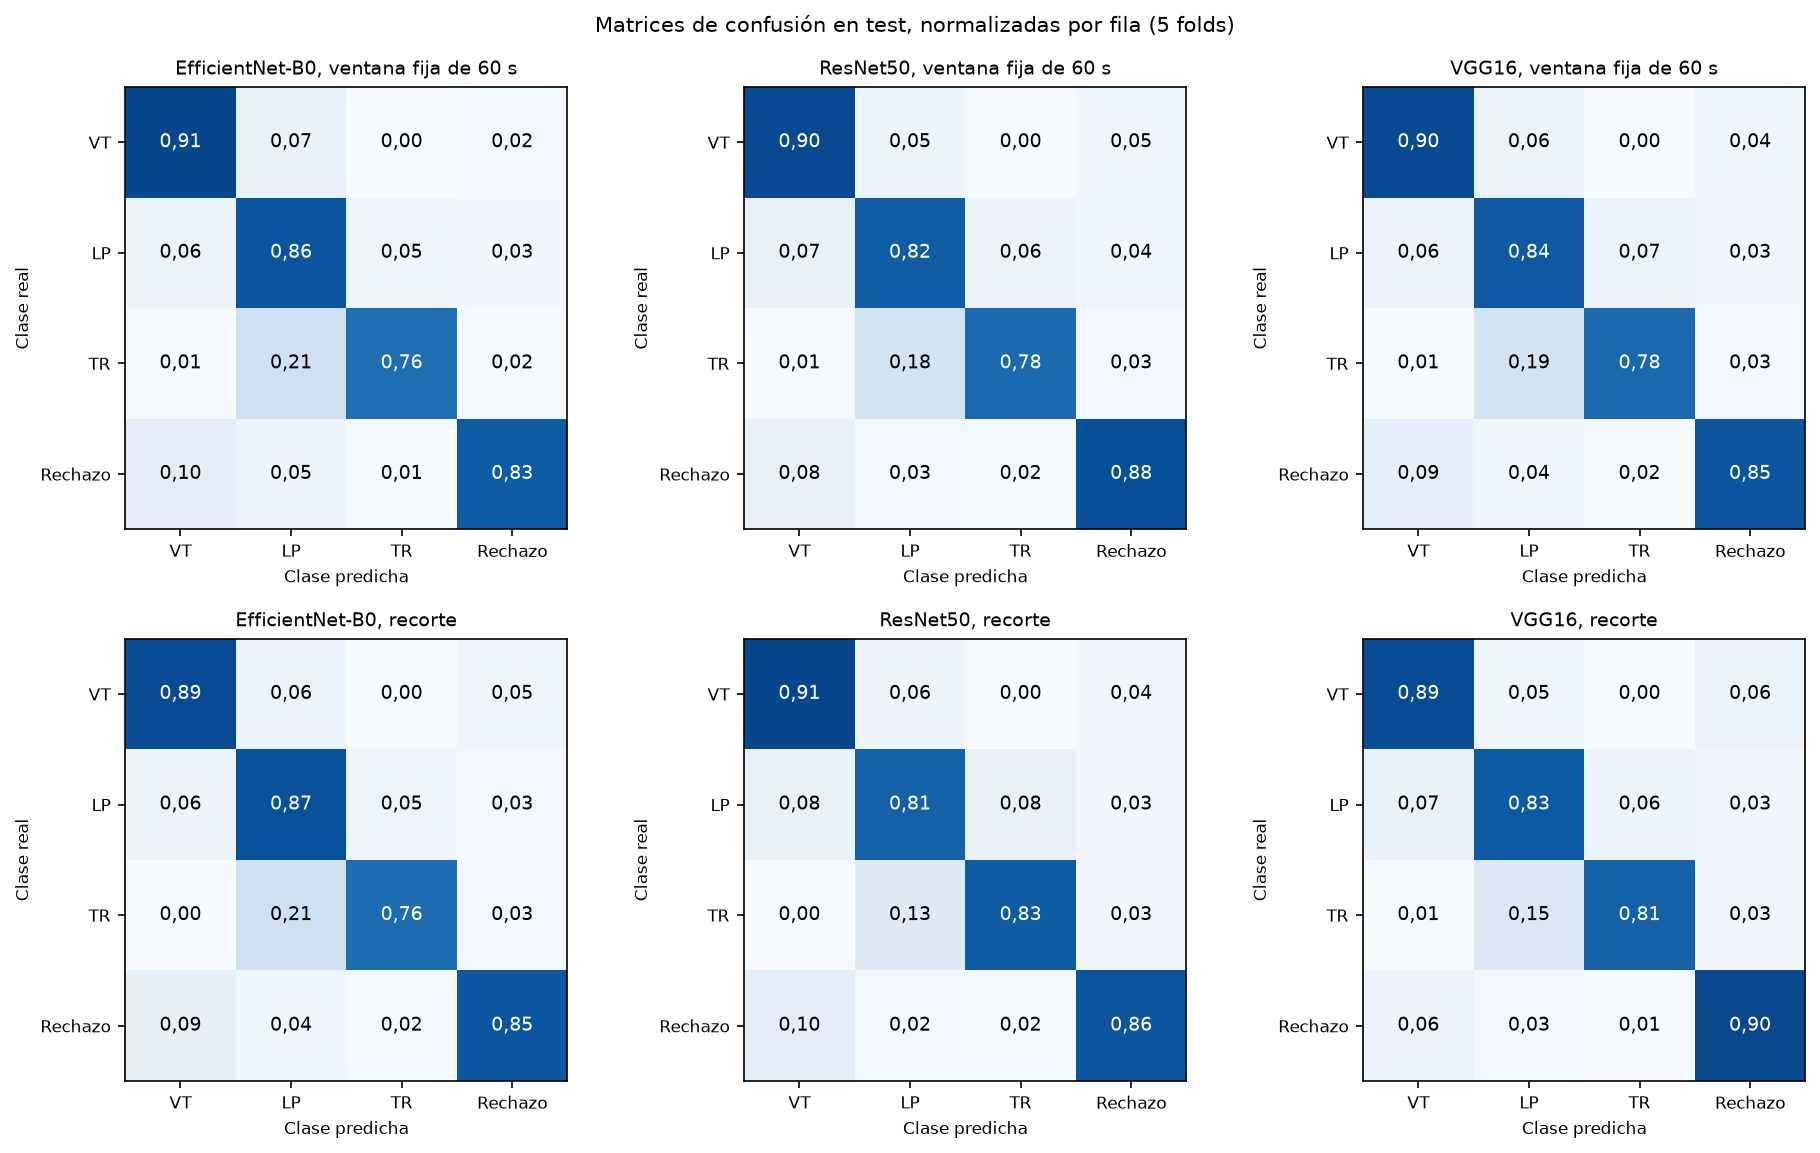 Matrices de confusión en test, normalizadas por fila (5 folds)
EfficientNet-B0, ventana fija de 60 s
Clase real
VT 0,91 0,07 0,00 0,02
LP 0,06 0,86 0,05 0,03
TR 0,01 0,21 0,76 0,02
Rechazo 0,10 0,05 0,01 0,83
VT LP TR Rechazo
Clase predicha
ResNet50, ventana fija de 60 s
Clase real
VT 0,90 0,05 0,00 0,05
LP 0,07 0,82 0,06 0,04
TR 0,01 0,18 0,78 0,03
Rechazo 0,08 0,03 0,02 0,88
VT LP TR Rechazo
Clase predicha
VGG16, ventana fija de 60 s
Clase real
VT 0,90 0,06 0,00 0,04
LP 0,06 0,84 0,07 0,03
TR 0,01 0,19 0,78 0,03
Rechazo 0,09 0,04 0,02 0,85
VT LP TR Rechazo
Clase predicha
EfficientNet-B0, recorte
Clase real
VT 0,89 0,06 0,00 0,05
LP 0,06 0,87 0,05 0,03
TR 0,00 0,21 0,76 0,03
Rechazo 0,09 0,04 0,02 0,85
VT LP TR Rechazo
Clase predicha
ResNet50, recorte
Clase real
VT 0,91 0,06 0,00 0,04
LP 0,08 0,81 0,08 0,03
TR 0,00 0,13 0,83 0,03
Rechazo 0,10 0,02 0,02 0,86
VT LP TR Rechazo
Clase predicha
VGG16, recorte
Clase real
VT 0,89 0,05 0,00 0,06
LP 0,07 0,83 0,06 0,03
TR 0,01 0,15 0,81 0,03
Rechazo 0,06 0,03 0,01 0,90
VT LP TR Rechazo
Clase predicha